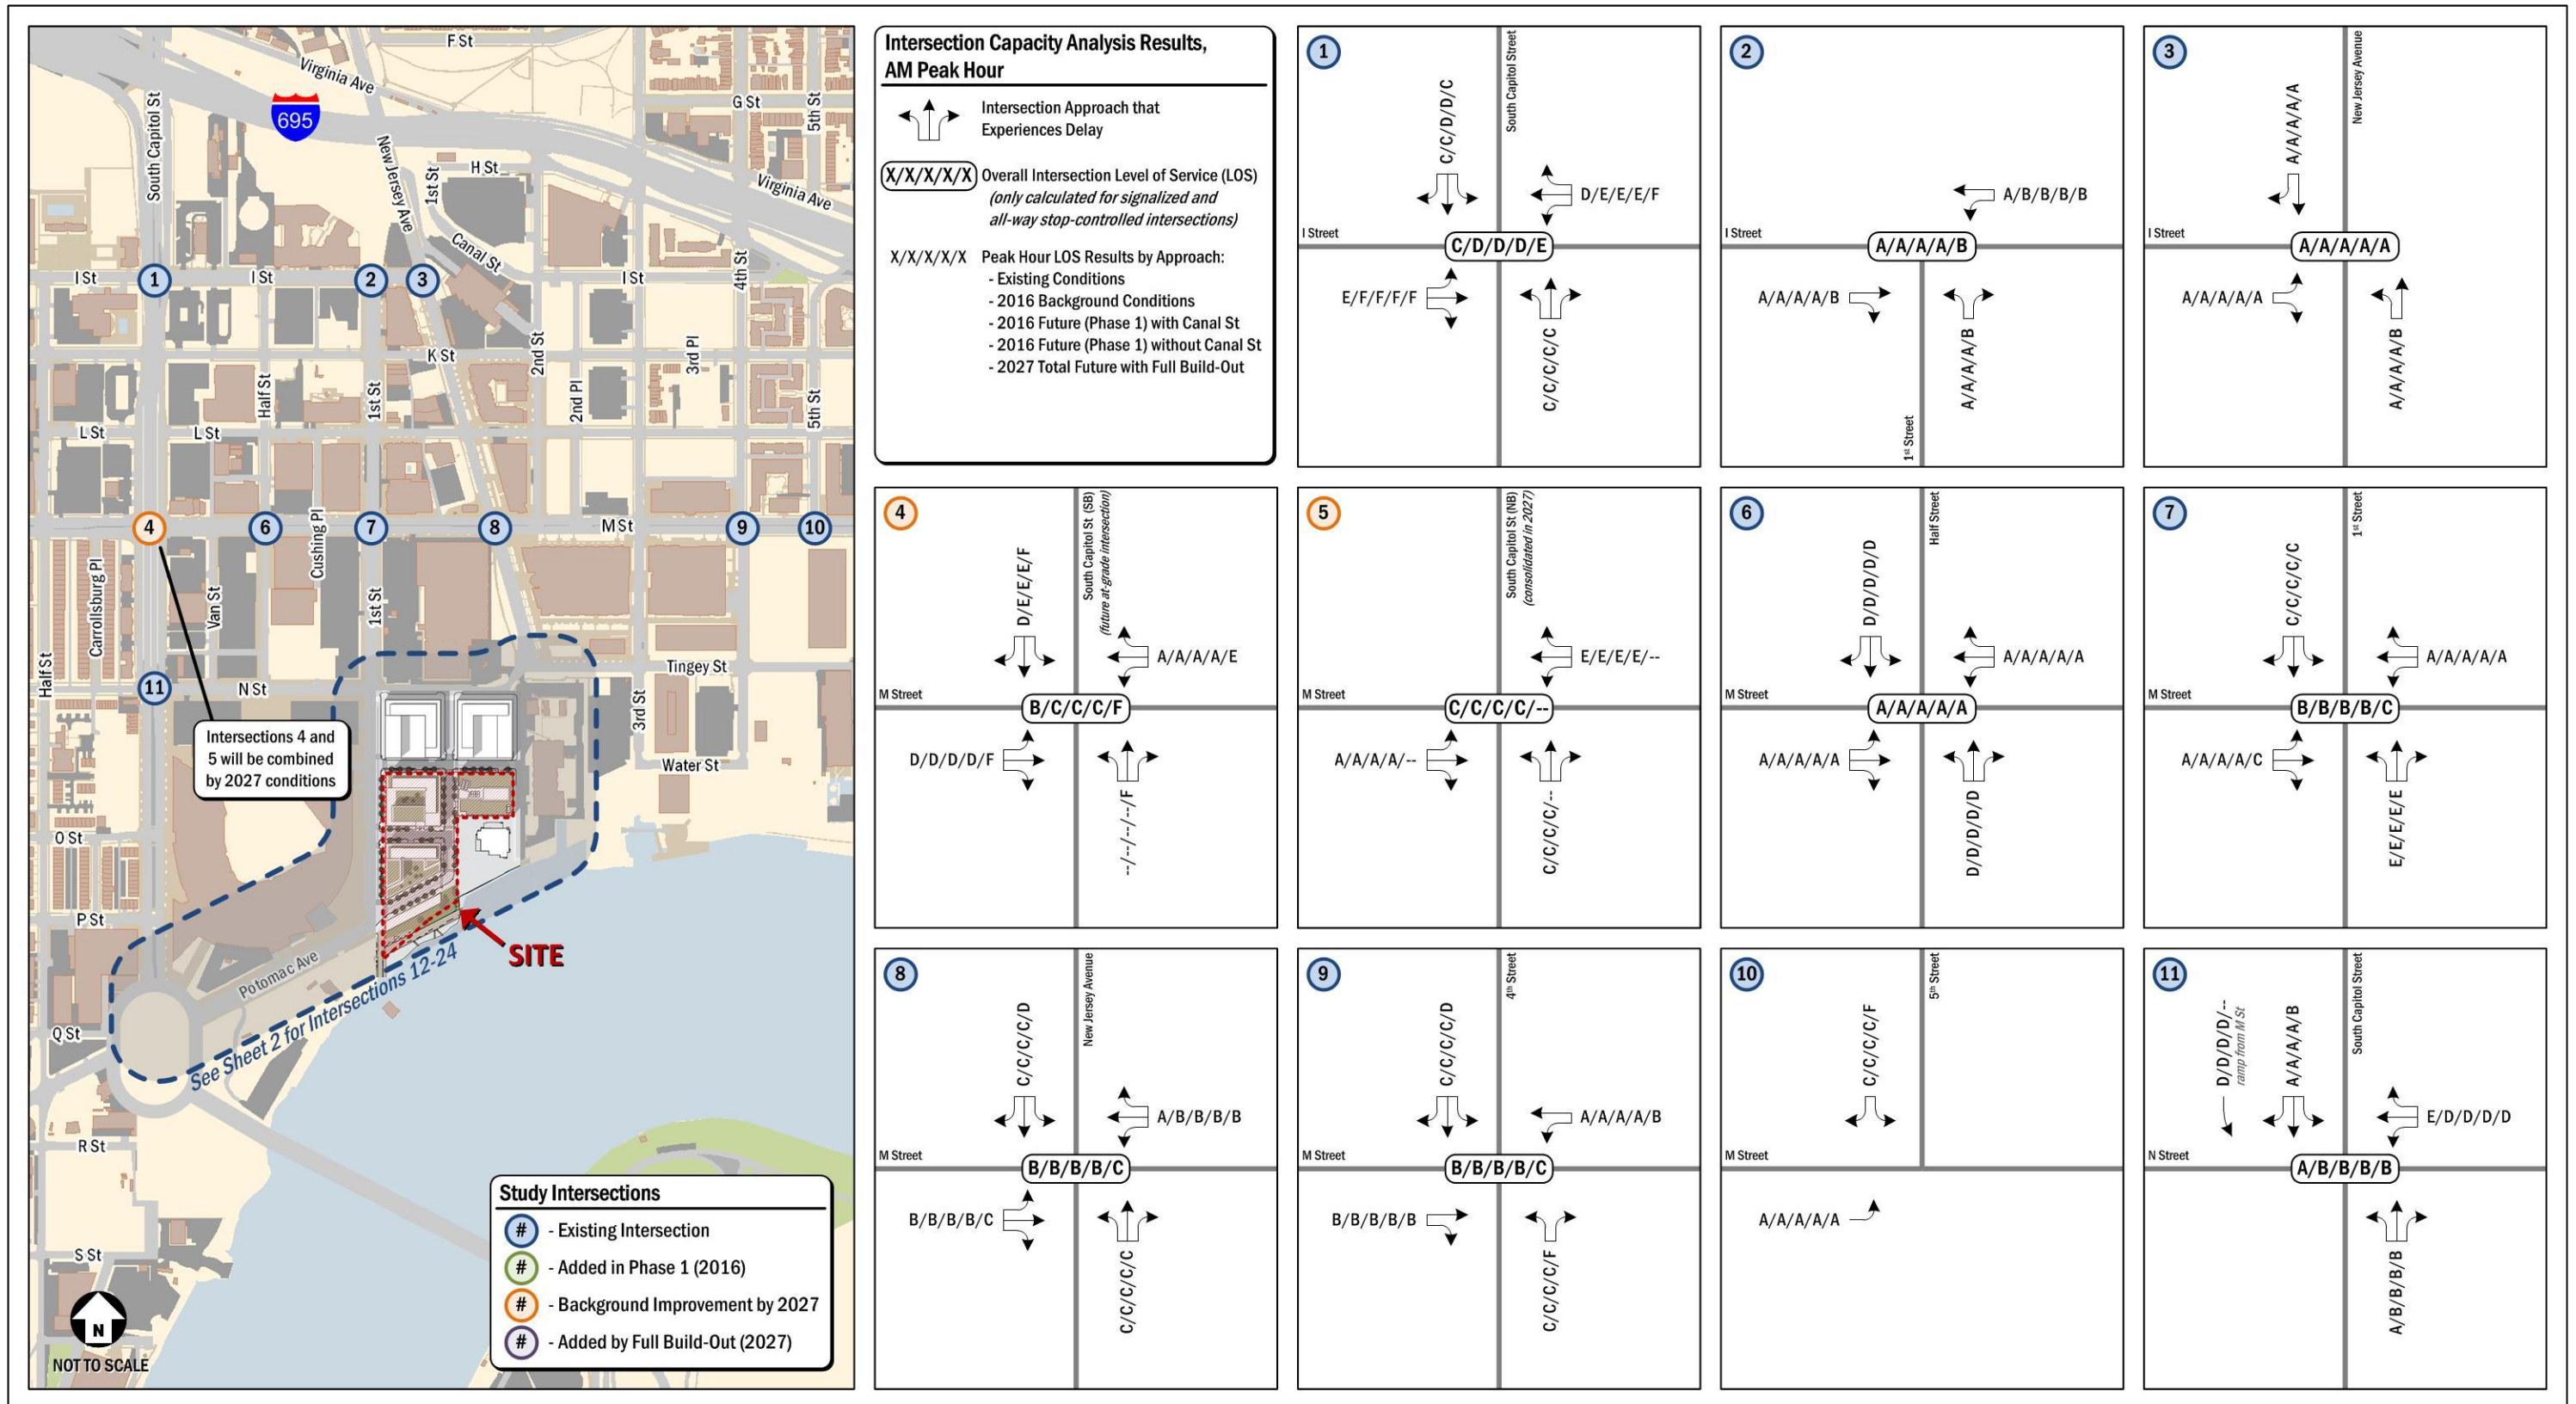 F St
Virginia Ave
G St
5th St
695
South Capitol St
New Jersey Ave
1st St
H St
Virginia Ave
Canal St
4th St
I St
1
I St
2
3
I St
K St
2nd St
3rd Pl
Half St
1st St
2nd Pl
5th St
L St
L St
4
6
Cushing Pl
7
8
M St
9
10
Carrollsburg Pl
Van St
1st St
Half St
11
N St
Tingey St
3rd St
Intersections 4 and
5 will be combined
by 2027 conditions
Water St
O St
P St
SITE
Potomac Ave
See Sheet 2 for Intersections 12-24
Q St
R St
S St
N
NOT TO SCALE
Study Intersections
# - Existing Intersection
# - Added in Phase 1 (2016)
# - Background Improvement by 2027
# - Added by Full Build-Out (2027)
Intersection Capacity Analysis Results,
AM Peak Hour
Intersection Approach that
Experiences Delay
X/X/X/X/X Overall Intersection Level of Service (LOS)
(only calculated for signalized and
all-way stop-controlled intersections)
X/X/X/X/X Peak Hour LOS Results by Approach:
- Existing Conditions
- 2016 Background Conditions
- 2016 Future (Phase 1) with Canal St
- 2016 Future (Phase 1) without Canal St
- 2027 Total Future with Full Build-Out
1
South Capitol Street
C/C/D/D/C
D/E/E/E/F
I Street
C/D/D/D/E
E/F/F/F/F
C/C/C/C/C
2
A/B/B/B/B
I Street
A/A/A/A/B
A/A/A/A/B
A/A/A/A/B
1st Street
3
New Jersey Avenue
A/A/A/A/A
I Street
A/A/A/A/A
A/A/A/A/A
A/A/A/A/B
4
South Capitol St (SB)
(future at-grade intersection)
D/E/E/E/F
A/A/A/A/E
M Street
B/C/C/C/F
D/D/D/D/F
--/--/--/--/F
5
South Capitol St (NB)
(consolidated in 2027)
E/E/E/E/--
M Street
C/C/C/C/--
A/A/A/A/--
C/C/C/C/--
6
Half Street
D/D/D/D/D
A/A/A/A/A
M Street
A/A/A/A/A
A/A/A/A/A
D/D/D/D/D
7
1st Street
C/C/C/C/C
A/A/A/A/A
M Street
B/B/B/B/C
A/A/A/A/C
E/E/E/E/E
8
New Jersey Avenue
C/C/C/C/D
A/B/B/B/B
M Street
B/B/B/B/C
B/B/B/B/C
C/C/C/C/C
9
4th Street
C/C/C/C/D
A/A/A/A/B
M Street
B/B/B/B/C
B/B/B/B/B
C/C/C/C/F
10
5th Street
C/C/C/C/F
M Street
A/A/A/A/A
11
South Capitol Street
D/D/D/D/--
ramp from M St
A/A/A/A/B
E/D/D/D/D
N Street
A/B/B/B/B
A/B/B/B/B